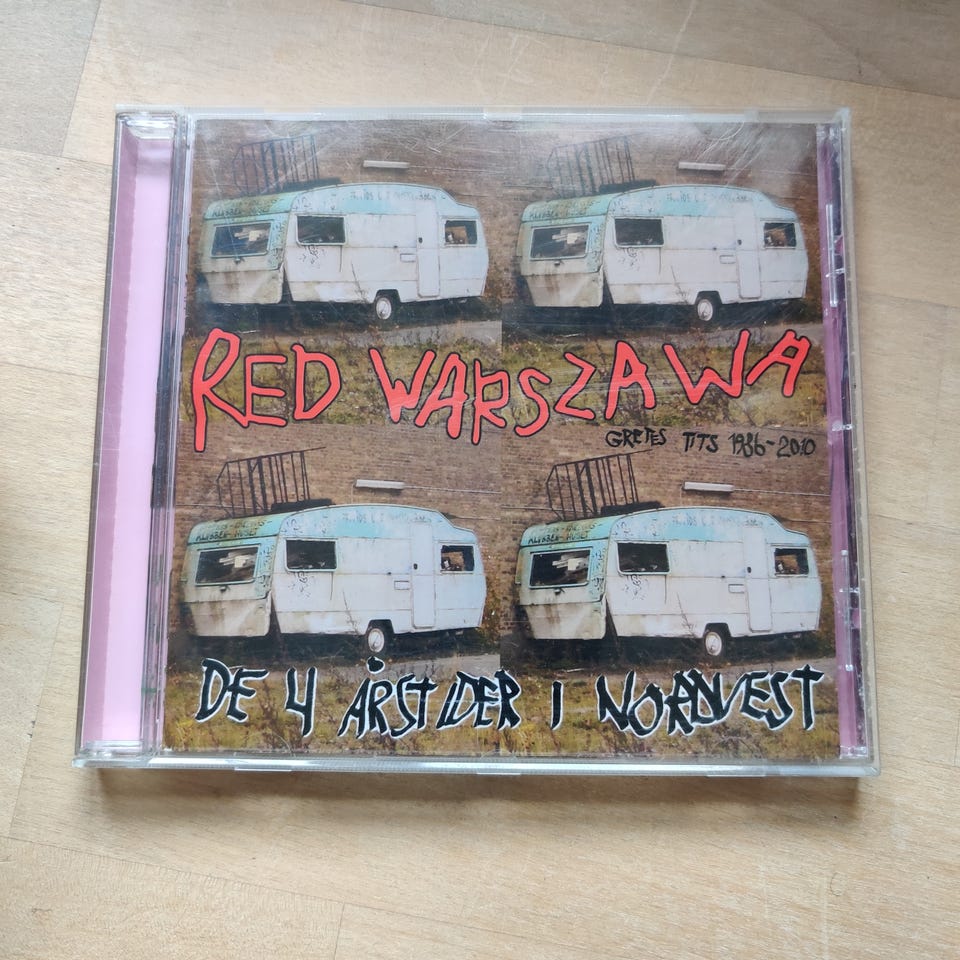 RED WARSZAWA
GRETES TITS 1986-2010
DE 4 ÅRSTIDER I NORDVEST